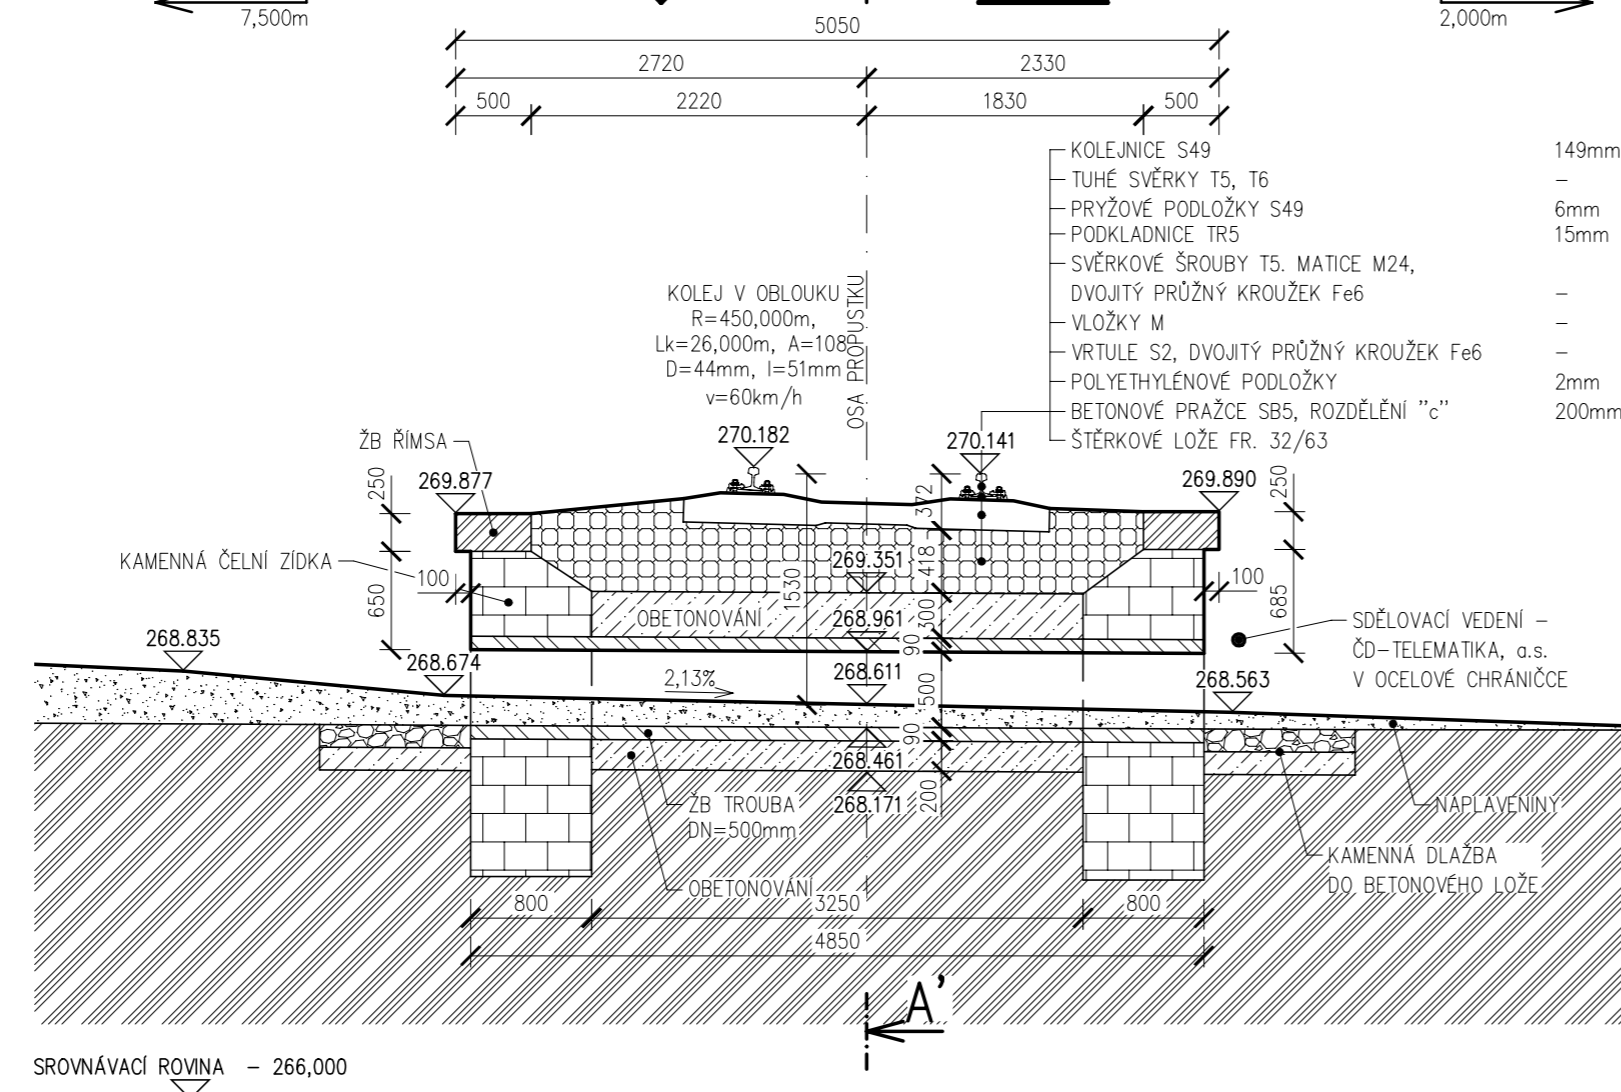 7,500m
2,000m
5050
2720
2330
500
2220
1830
500
KOLEJNICE S49 149mm
TUHÉ SVĚRKY T5, T6 –
PRYŽOVÉ PODLOŽKY S49 6mm
PODKLADNICE TR5 15mm
SVĚRKOVÉ ŠROUBY T5. MATICE M24,
DVOJITÝ PRŮŽNÝ KROUŽEK Fe6 –
VLOŽKY M –
VRTULE S2, DVOJITÝ PRŮŽNÝ KROUŽEK Fe6 –
POLYETHYLÉNOVÉ PODLOŽKY 2mm
BETONOVÉ PRAŽCE SB5, ROZDĚLENÍ "c" 200mm
ŠTĚRKOVÉ LOŽE FR. 32/63
KOLEJ V OBLOUKU
R=450,000m,
Lk=26,000m, A=108
D=44mm, I=51mm
v=60km/h
OSA PROPUSTKU
ŽB ŘÍMSA
270.182
270.141
269.877
269.890
250
250
372
KAMENNÁ ČELNÍ ZÍDKA
100
100
650
685
1530
418
269.351
OBETONOVÁNÍ
300
268.961
90
SDĚLOVACÍ VEDENÍ –
ČD-TELEMATIKA, a.s.
V OCELOVÉ CHRÁNIČCE
268.835
268.674
2,13%
268.611
268.563
500
90
268.461
268.171
200
ŽB TROUBA
DN=500mm
NÁPLAVENINY
KAMENNÁ DLAŽBA
DO BETONOVÉHO LOŽE
OBETONOVÁNÍ
800
3250
800
4850
A'
SROVNÁVACÍ ROVINA – 266,000